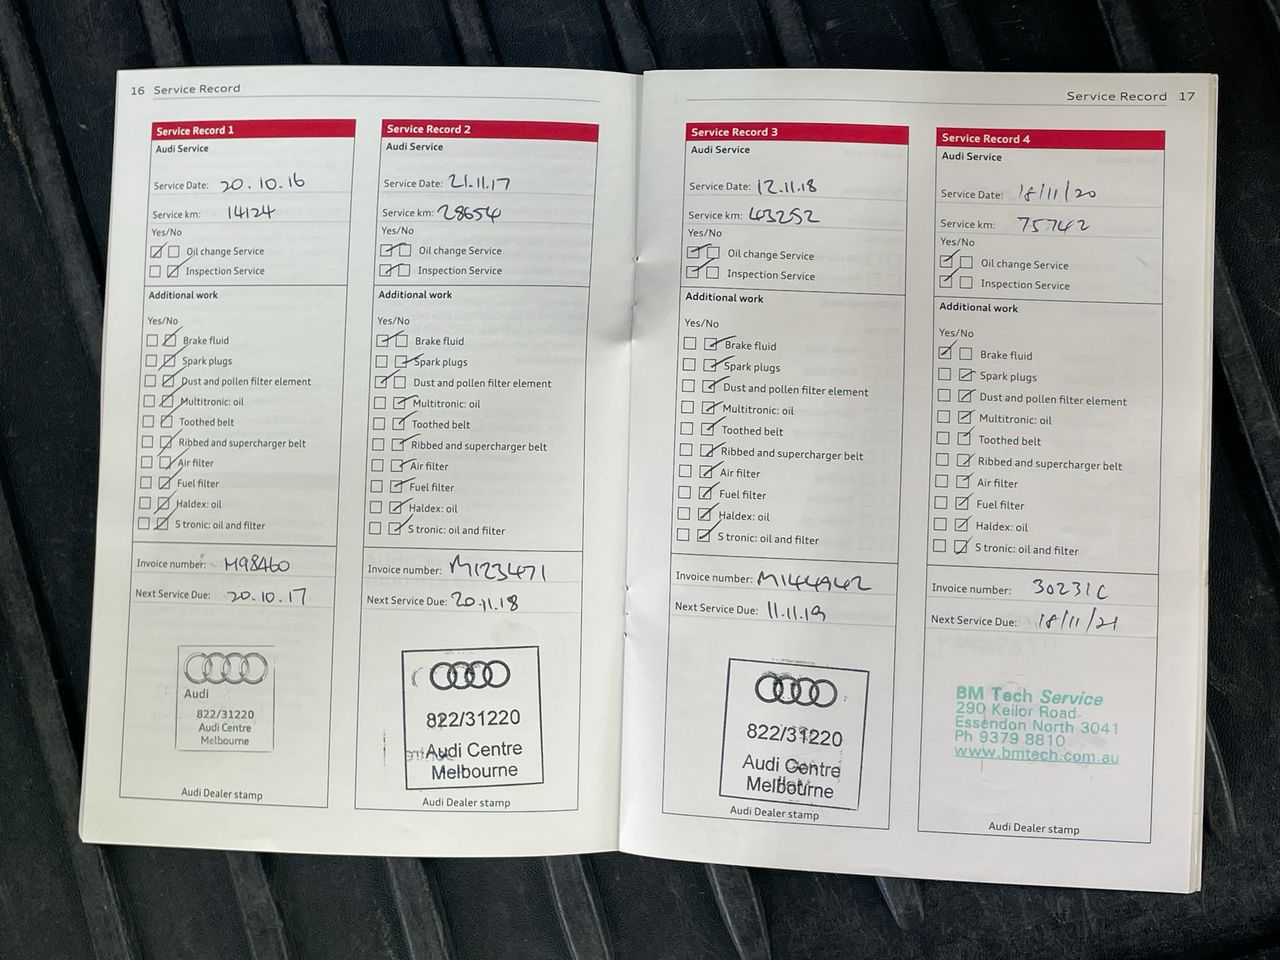 16 Service Record
Service Record 1
Audi Service
Service Date: 20.10.16
Service km: 14124
Yes/No
Oil change Service
Inspection Service
Additional work
Yes/No
Brake fluid
Spark plugs
Dust and pollen filter element
Multitronic: oil
Toothed belt
Ribbed and supercharger belt
Air filter
Fuel filter
Haldex: oil
S tronic: oil and filter
Invoice number: M98460
Next Service Due: 20.10.17
Audi
822/31220
Audi Centre
Melbourne
Audi Dealer stamp
Service Record 2
Audi Service
Service Date: 21.11.17
Service km: 28654
Yes/No
Oil change Service
Inspection Service
Additional work
Yes/No
Brake fluid
Spark plugs
Dust and pollen filter element
Multitronic: oil
Toothed belt
Ribbed and supercharger belt
Air filter
Fuel filter
Haldex: oil
S tronic: oil and filter
Invoice number: M123471
Next Service Due: 20.11.18
822/31220
Audi Centre
Melbourne
Audi Dealer stamp
Service Record 17
Service Record 3
Audi Service
Service Date: 12.11.18
Service km: 43252
Yes/No
Oil change Service
Inspection Service
Additional work
Yes/No
Brake fluid
Spark plugs
Dust and pollen filter element
Multitronic: oil
Toothed belt
Ribbed and supercharger belt
Air filter
Fuel filter
Haldex: oil
S tronic: oil and filter
Invoice number: M144942
Next Service Due: 11.11.19
822/31220
Audi Centre
Melbourne
Audi Dealer stamp
Service Record 4
Audi Service
Service Date: 18/11/20
Service km: 75742
Yes/No
Oil change Service
Inspection Service
Additional work
Yes/No
Brake fluid
Spark plugs
Dust and pollen filter element
Multitronic: oil
Toothed belt
Ribbed and supercharger belt
Air filter
Fuel filter
Haldex: oil
S tronic: oil and filter
Invoice number: 30231C
Next Service Due: 18/11/21
BM Tech Service
290 Keilor Road
Essendon North 3041
Ph 9379 8810
www.bmtech.com.au
Audi Dealer stamp